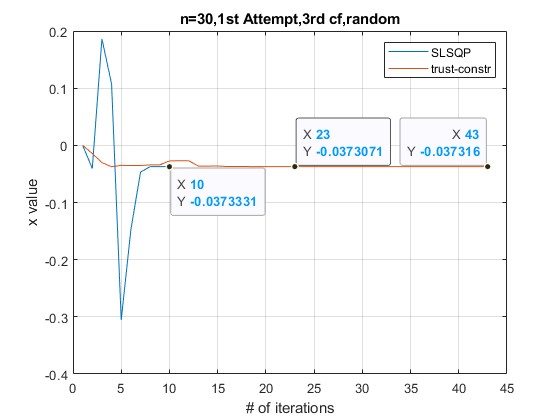 n=30,1st Attempt,3rd cf,random
SLSQP
trust-constr
X 23
Y -0.0373071
X 43
Y -0.037316
X 10
Y -0.0373331
0.2
0.1
0
-0.1
-0.2
-0.3
-0.4
x value
0 5 10 15 20 25 30 35 40 45
# of iterations